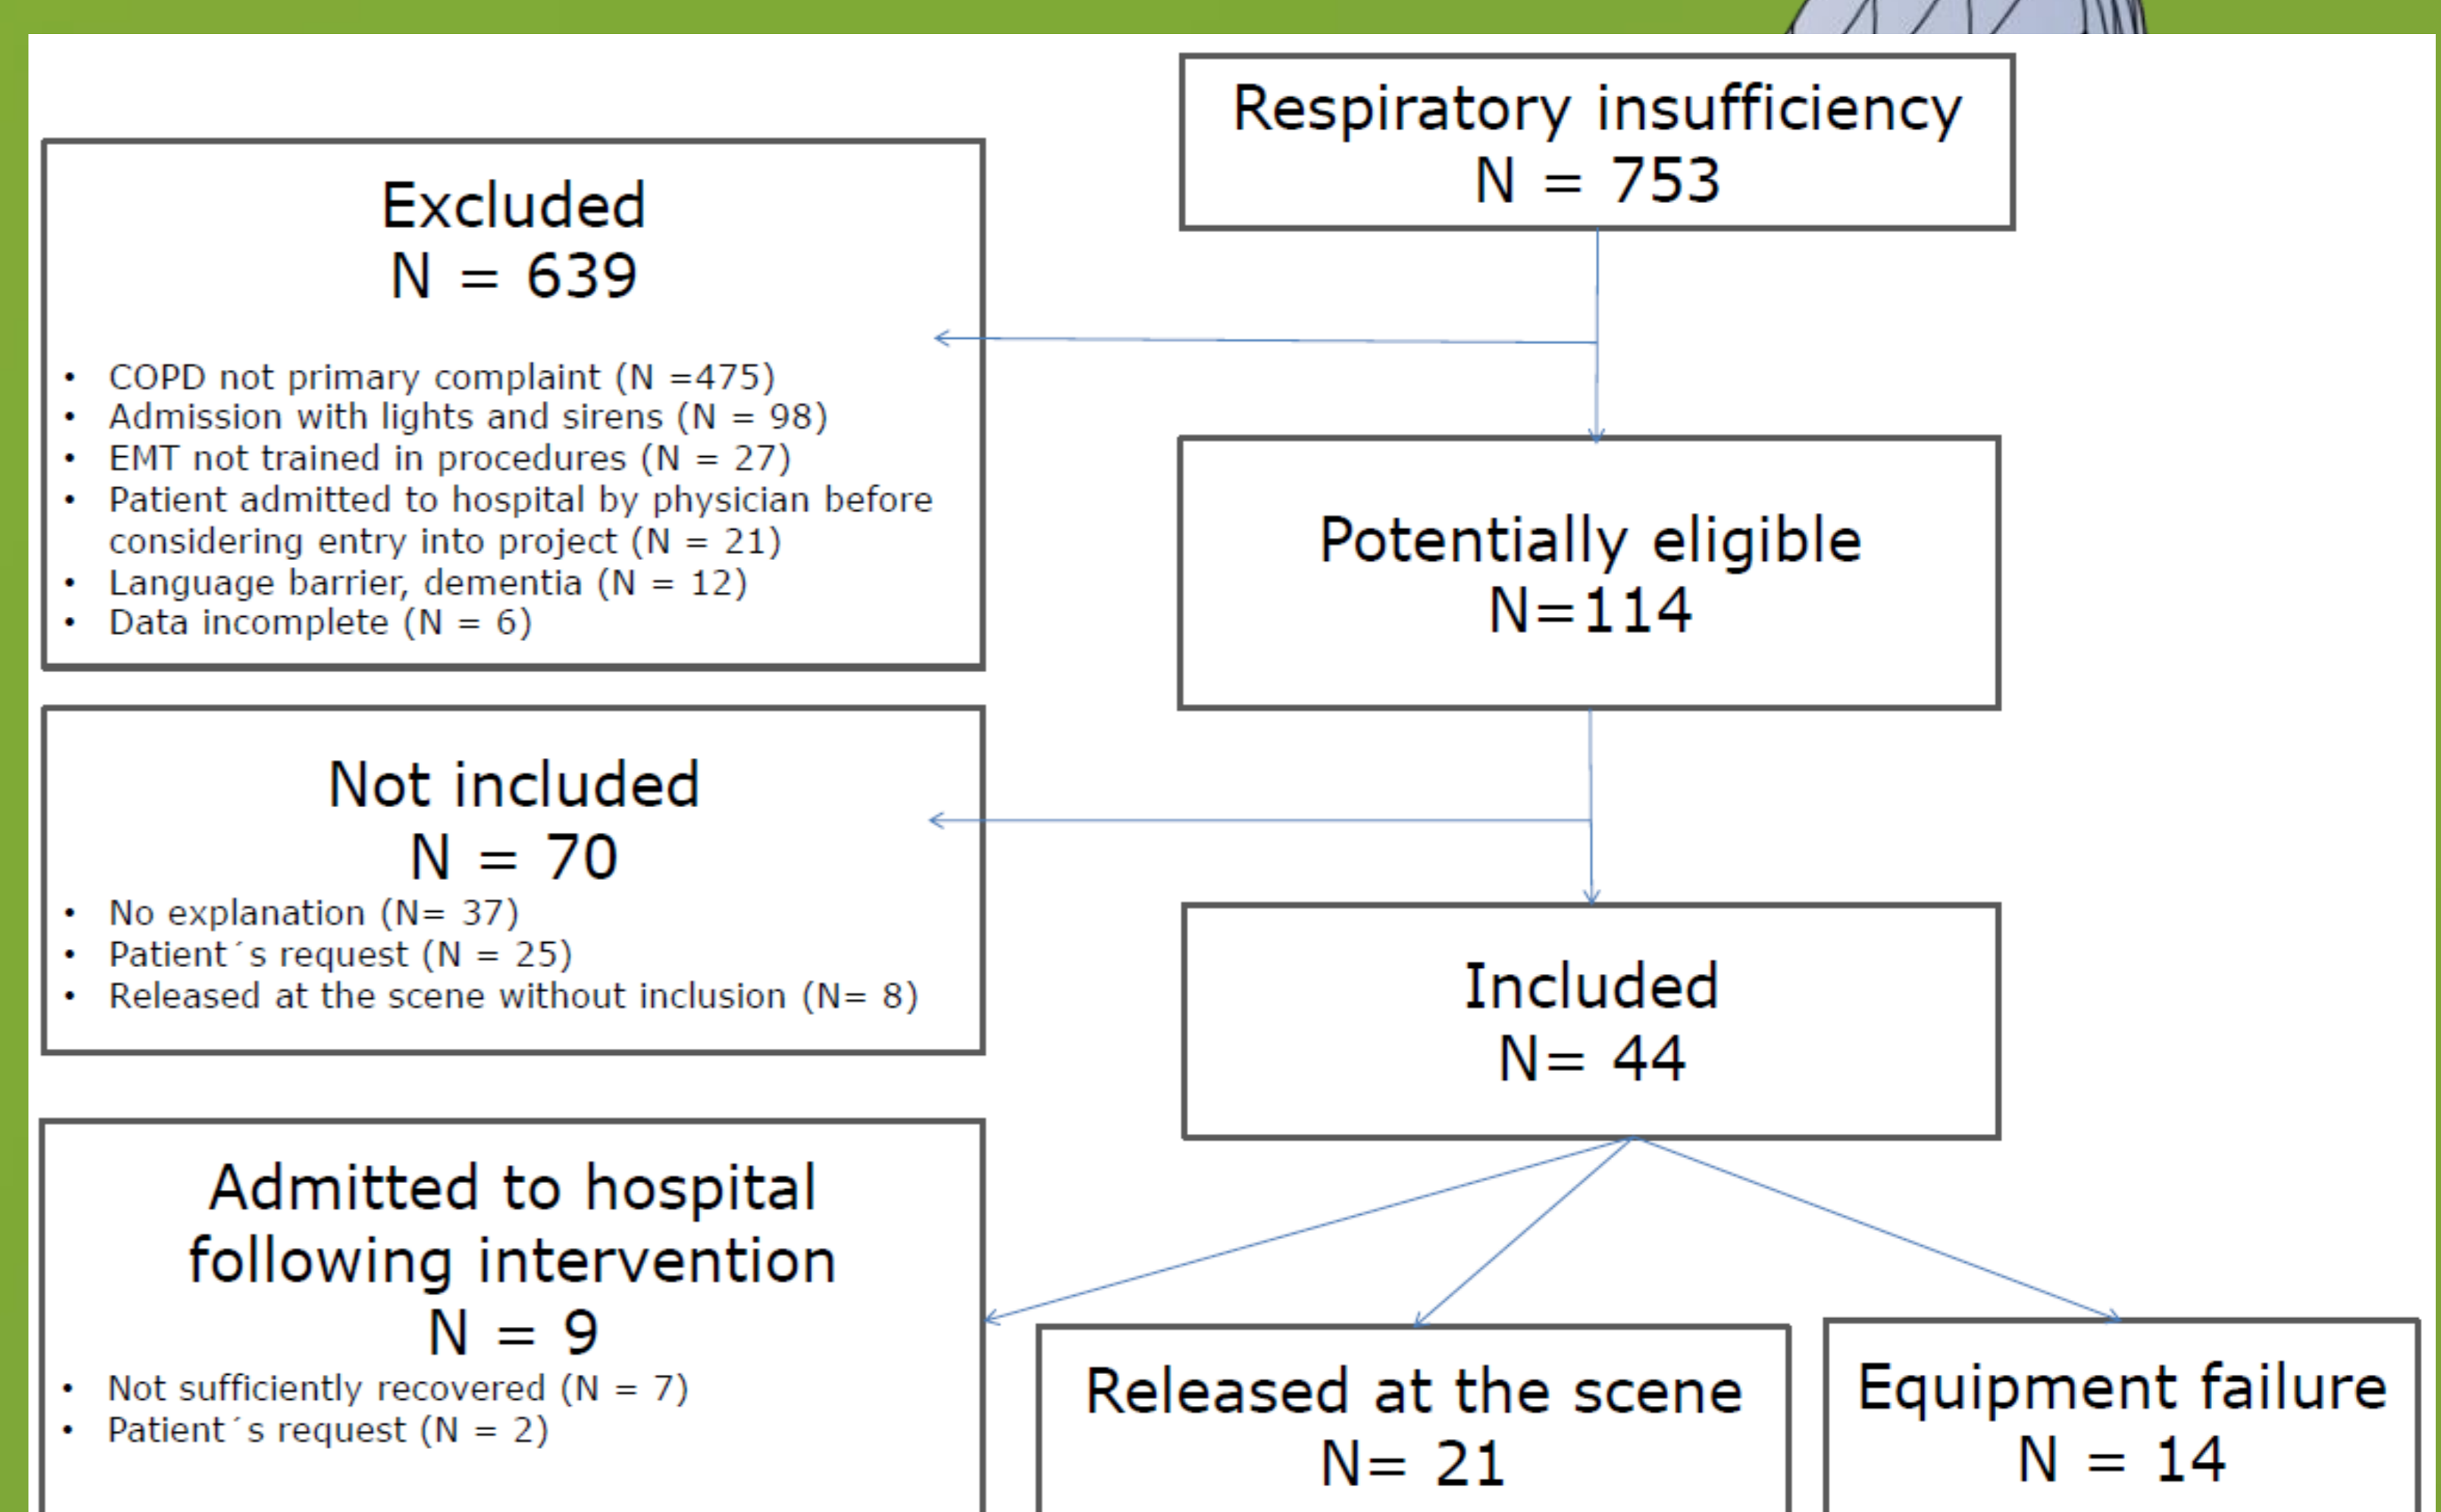 Respiratory insufficiency
N = 753
Excluded
N = 639
• COPD not primary complaint (N =475)
• Admission with lights and sirens (N = 98)
• EMT not trained in procedures (N = 27)
• Patient admitted to hospital by physician before
considering entry into project (N = 21)
• Language barrier, dementia (N = 12)
• Data incomplete (N = 6)
Potentially eligible
N=114
Not included
N = 70
• No explanation (N= 37)
• Patient´s request (N = 25)
• Released at the scene without inclusion (N= 8)
Included
N= 44
Admitted to hospital
following intervention
N = 9
• Not sufficiently recovered (N = 7)
• Patient´s request (N = 2)
Released at the scene
N= 21
Equipment failure
N = 14